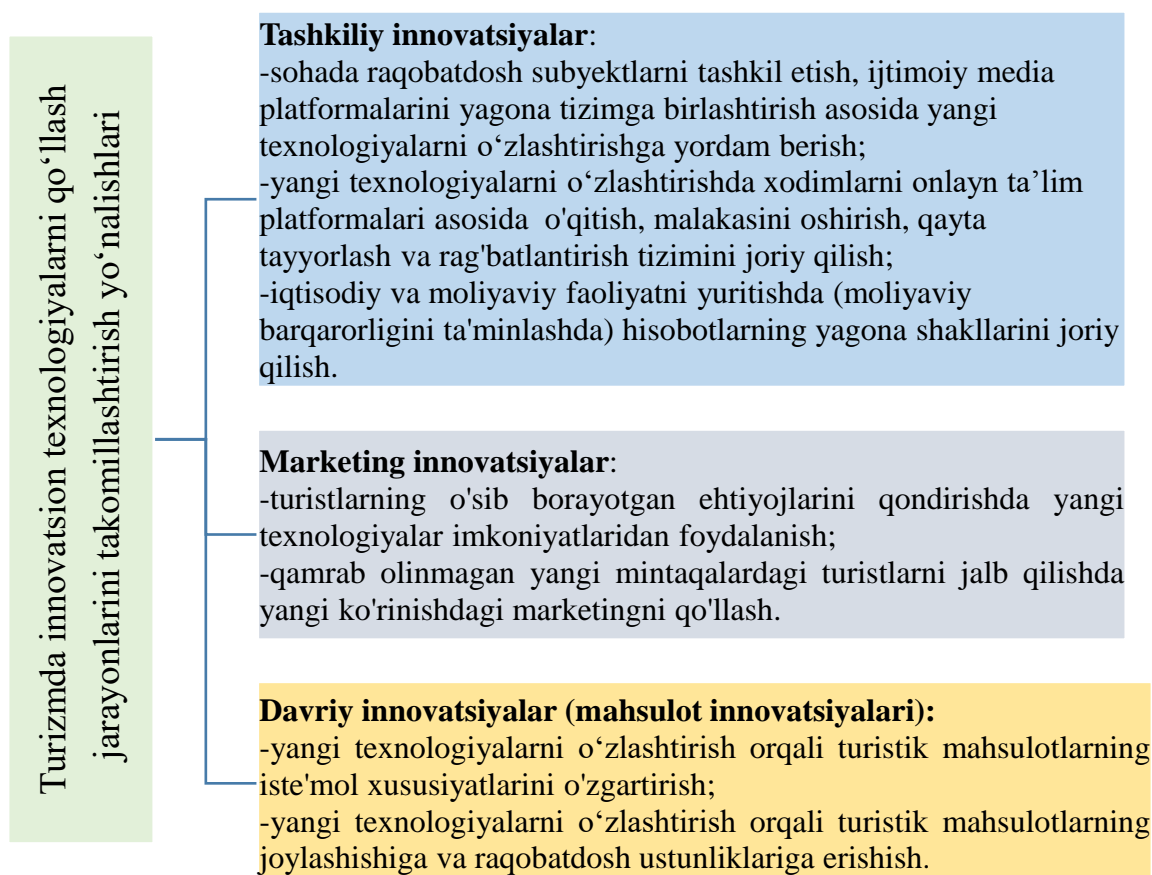 Turizmda innovatsion texnologiyalarni qo‘llash
jarayonlarini takomillashtirish yo‘nalishlari
Tashkiliy innovatsiyalar:
-sohada raqobatdosh subyektlarni tashkil etish, ijtimoiy media
platformalarini yagona tizimga birlashtirish asosida yangi
texnologiyalarni o‘zlashtirishga yordam berish;
-yangi texnologiyalarni o‘zlashtirishda xodimlarni onlayn ta’lim
platformalari asosida o'qitish, malakasini oshirish, qayta
tayyorlash va rag'batlantirish tizimini joriy qilish;
-iqtisodiy va moliyaviy faoliyatni yuritishda (moliyaviy
barqarorligini ta'minlashda) hisobotlarning yagona shakllarini joriy
qilish.
Marketing innovatsiyalar:
-turistlarning o'sib borayotgan ehtiyojlarini qondirishda yangi
texnologiyalar imkoniyatlaridan foydalanish;
-qamrab olinmagan yangi mintaqalardagi turistlarni jalb qilishda
yangi ko'rinishdagi marketingni qo'llash.
Davriy innovatsiyalar (mahsulot innovatsiyalari):
-yangi texnologiyalarni o‘zlashtirish orqali turistik mahsulotlarning
iste'mol xususiyatlarini o'zgartirish;
-yangi texnologiyalarni o‘zlashtirish orqali turistik mahsulotlarning
joylashishiga va raqobatdosh ustunliklariga erishish.